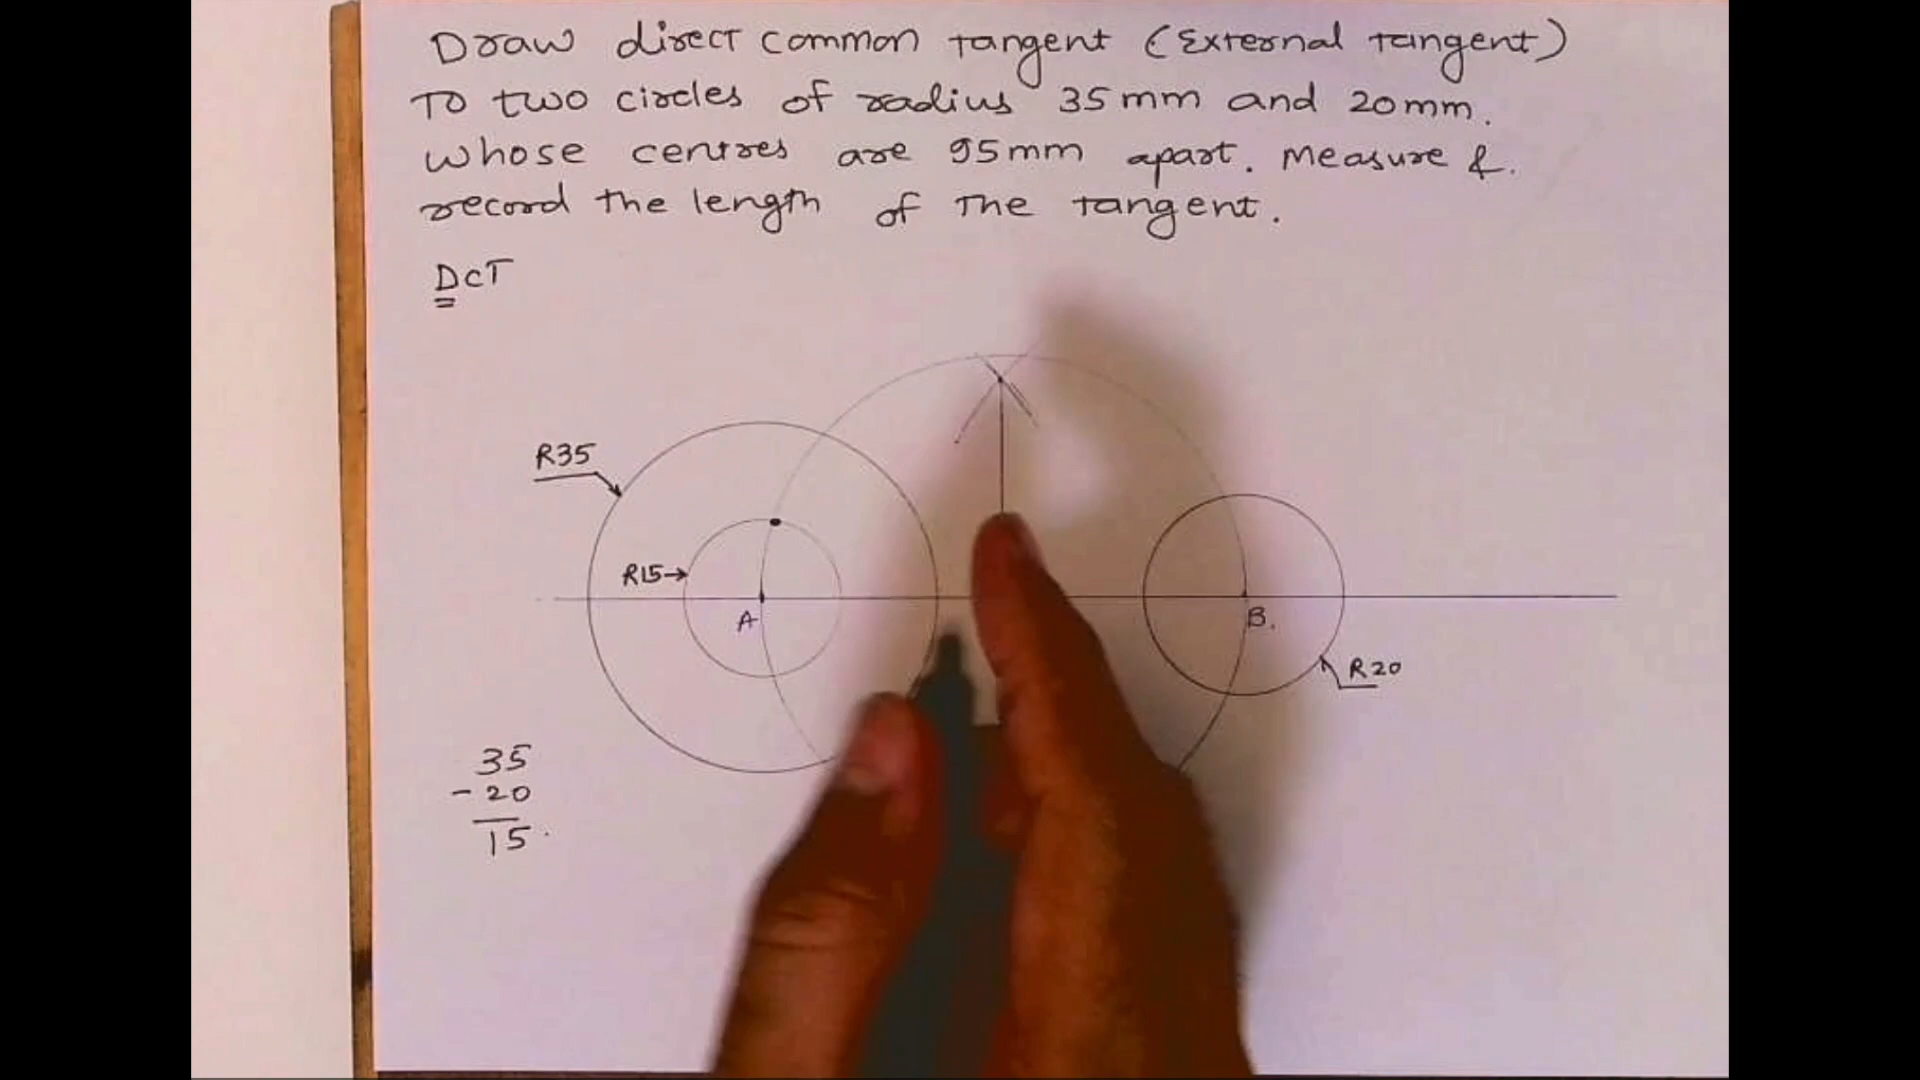 Draw direct common tangent (External tangent)
To two circles of radius 35mm and 20mm.
whose centres are 95mm apart. Measure &.
record the length of The tangent.
DCT
R35
R15
A
B.
R20
35
- 20
15.